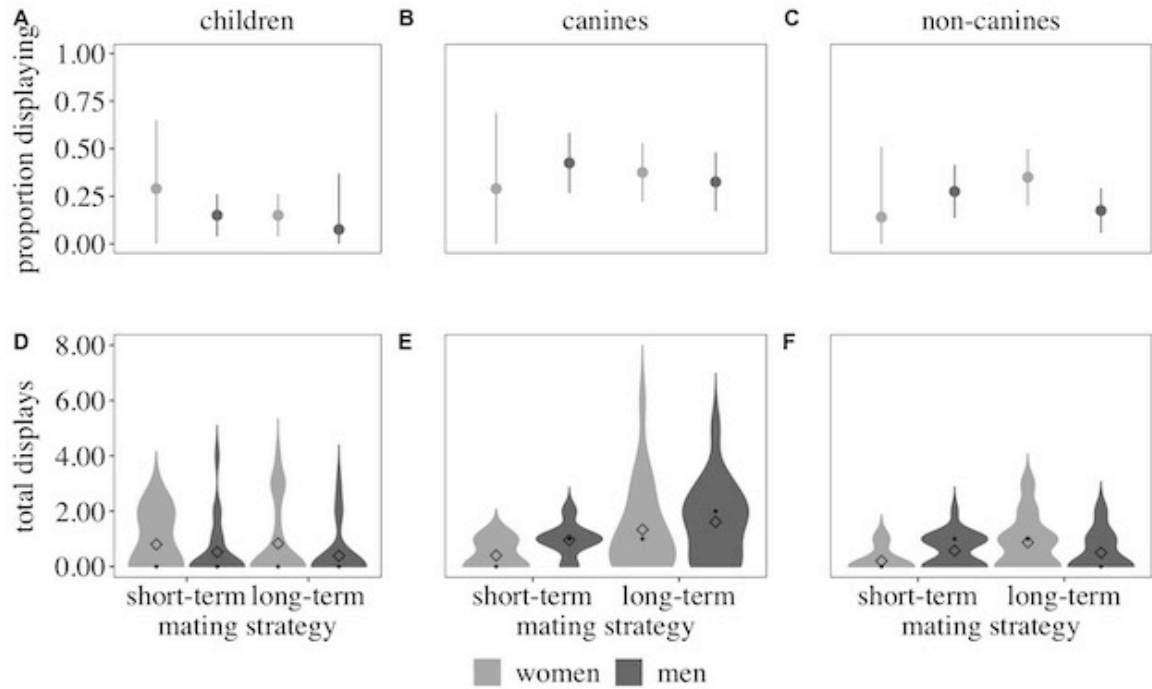 A children B canines C non-canines
proportion displaying
1.00
0.75
0.50
0.25
0.00
D E F
total displays
8.00
6.00
4.00
2.00
0.00
short-term long-term short-term long-term short-term long-term
mating strategy mating strategy mating strategy
women men